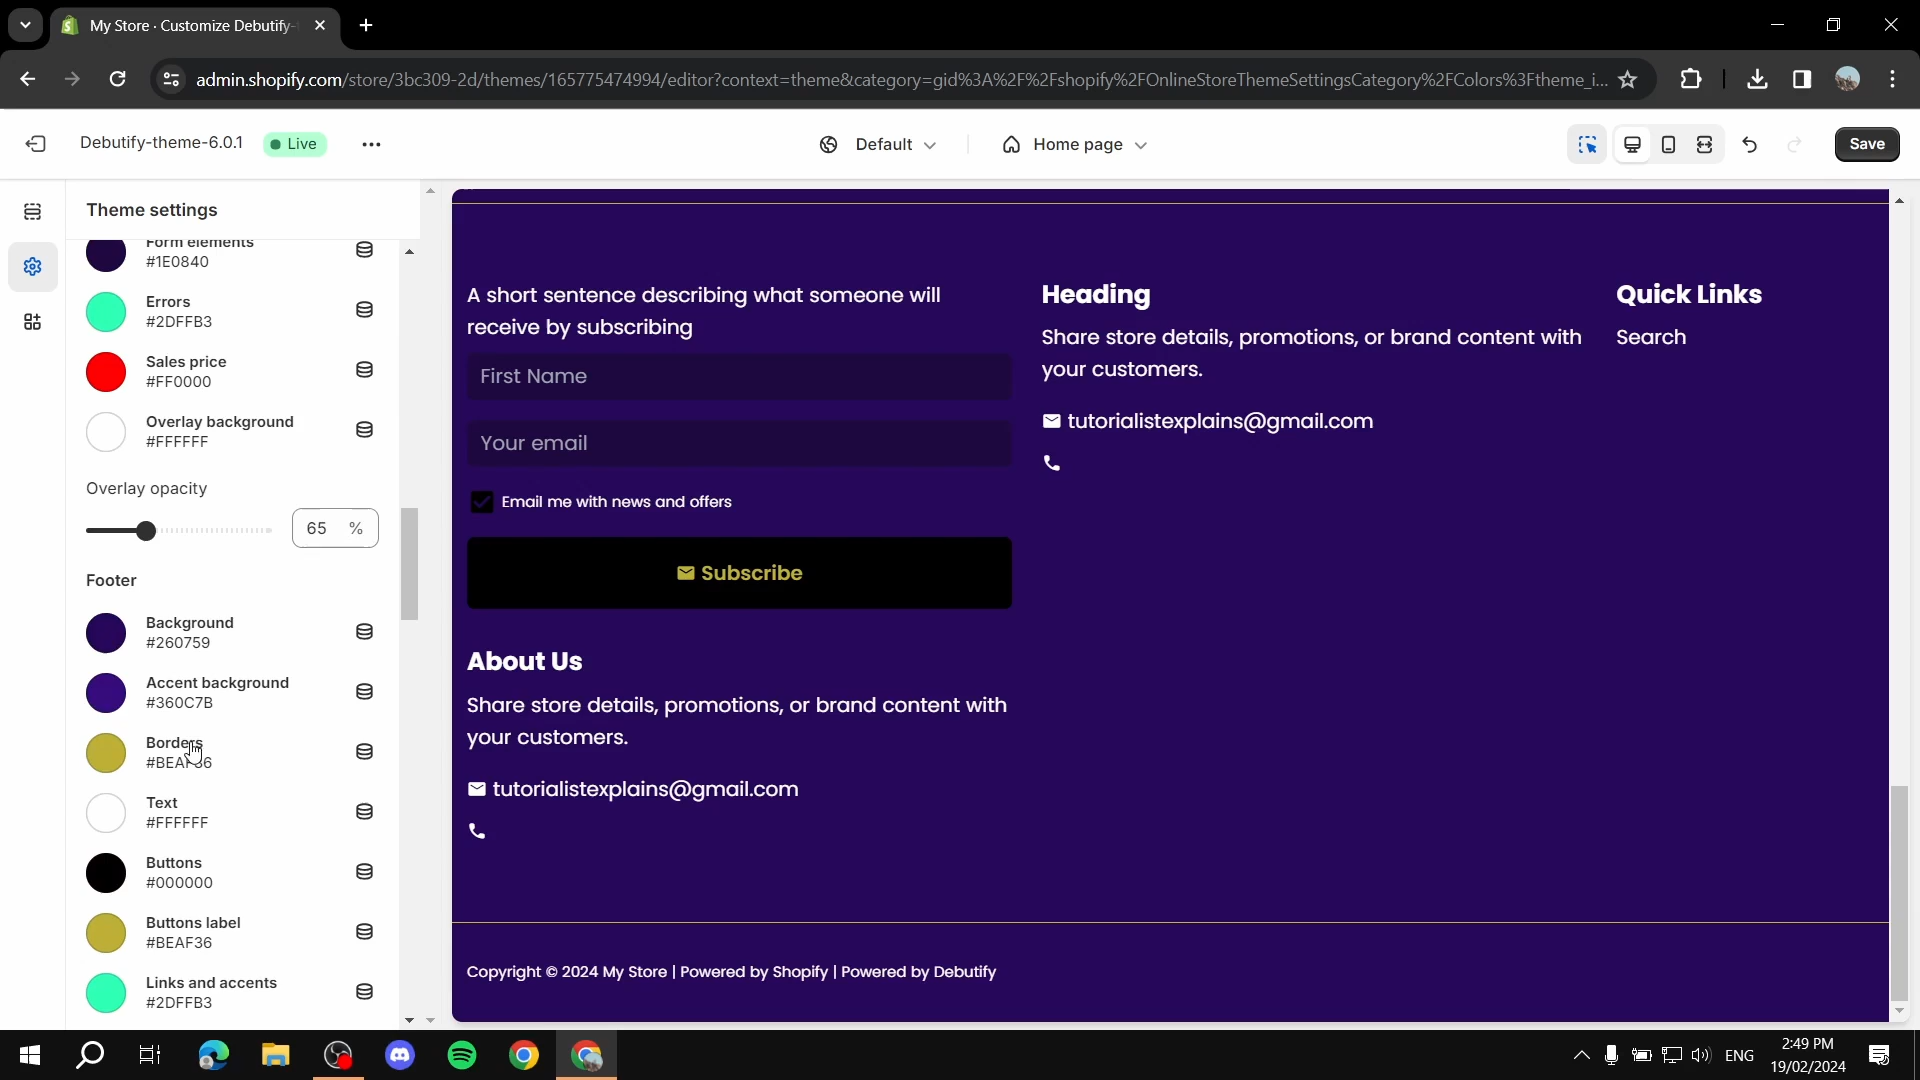 My Store · Customize Debutify-
admin.shopify.com/store/3bc309-2d/themes/165775474994/editor?context=theme&category=gid%3A%2F%2Fshopify%2FOnlineStoreThemeSettingsCategory%2FColors%3Ftheme_i...
Debutify-theme-6.0.1
Live
Default
Home page
Save
Theme settings
Form elements
#1E0840
Errors
#2DFFB3
Sales price
#FF0000
Overlay background
#FFFFFF
Overlay opacity
65 %
Footer
Background
#260759
Accent background
#360C7B
Borders
#BEAF36
Text
#FFFFFF
Buttons
#000000
Buttons label
#BEAF36
Links and accents
#2DFFB3
A short sentence describing what someone will
receive by subscribing
First Name
Your email
Email me with news and offers
Subscribe
About Us
Share store details, promotions, or brand content with
your customers.
tutorialistexplains@gmail.com
Heading
Share store details, promotions, or brand content with
your customers.
tutorialistexplains@gmail.com
Quick Links
Search
Copyright © 2024 My Store | Powered by Shopify | Powered by Debutify
ENG
2:49 PM
19/02/2024